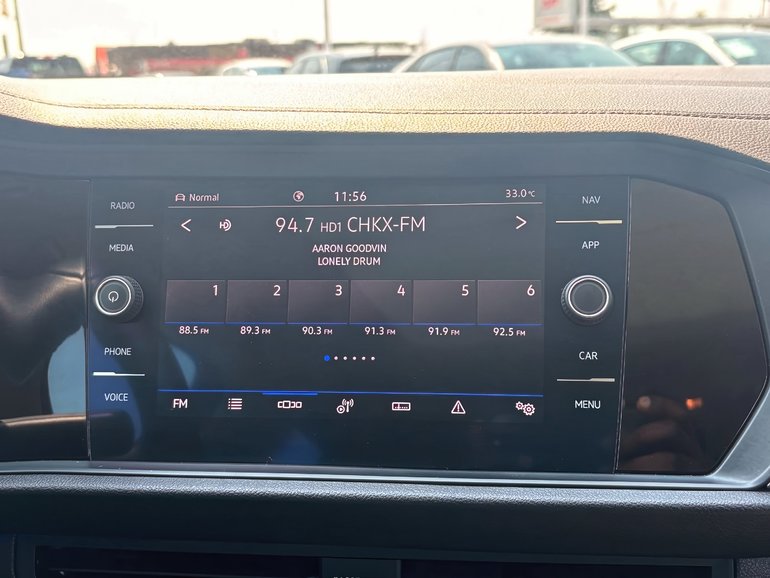 RADIO
MEDIA
PHONE
VOICE
Normal 11:56 33.0 °C
< 94.7 HD1 CHKX-FM >
AARON GOODVIN
LONELY DRUM
1 2 3 4 5 6
88.5 FM 89.3 FM 90.3 FM 91.3 FM 91.9 FM 92.5 FM
FM
NAV
APP
CAR
MENU